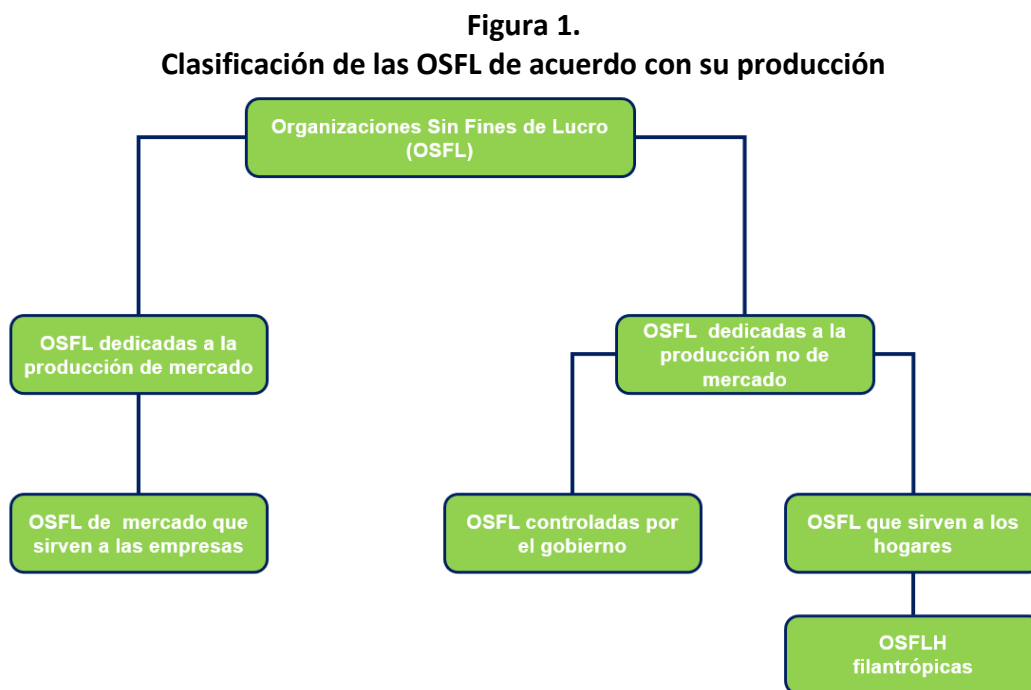 Figura 1.
Clasificación de las OSFL de acuerdo con su producción
Organizaciones Sin Fines de Lucro
(OSFL)
OSFL dedicadas a la
producción de mercado
OSFL dedicadas a la
producción no de
mercado
OSFL de mercado que
sirven a las empresas
OSFL controladas por
el gobierno
OSFL que sirven a los
hogares
OSFLH
filantrópicas